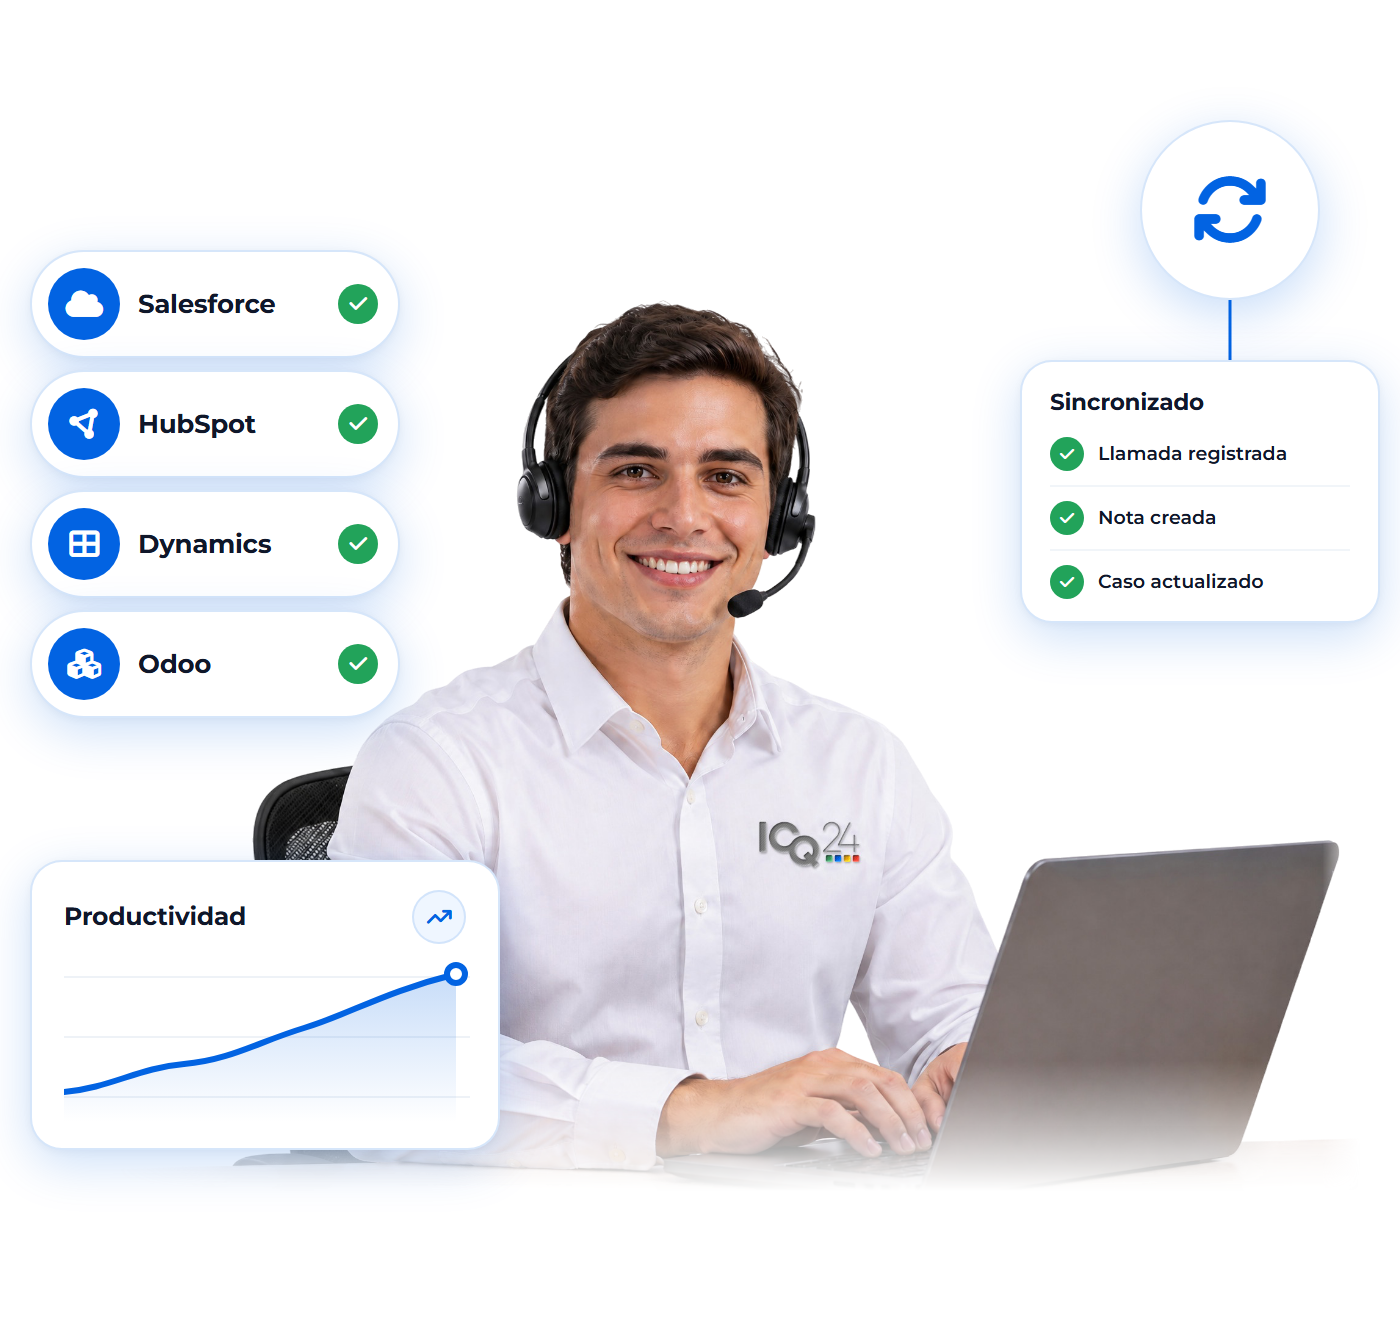 Salesforce
HubSpot
Dynamics
Odoo
Sincronizado
Llamada registrada
Nota creada
Caso actualizado
ICQ24
Productividad